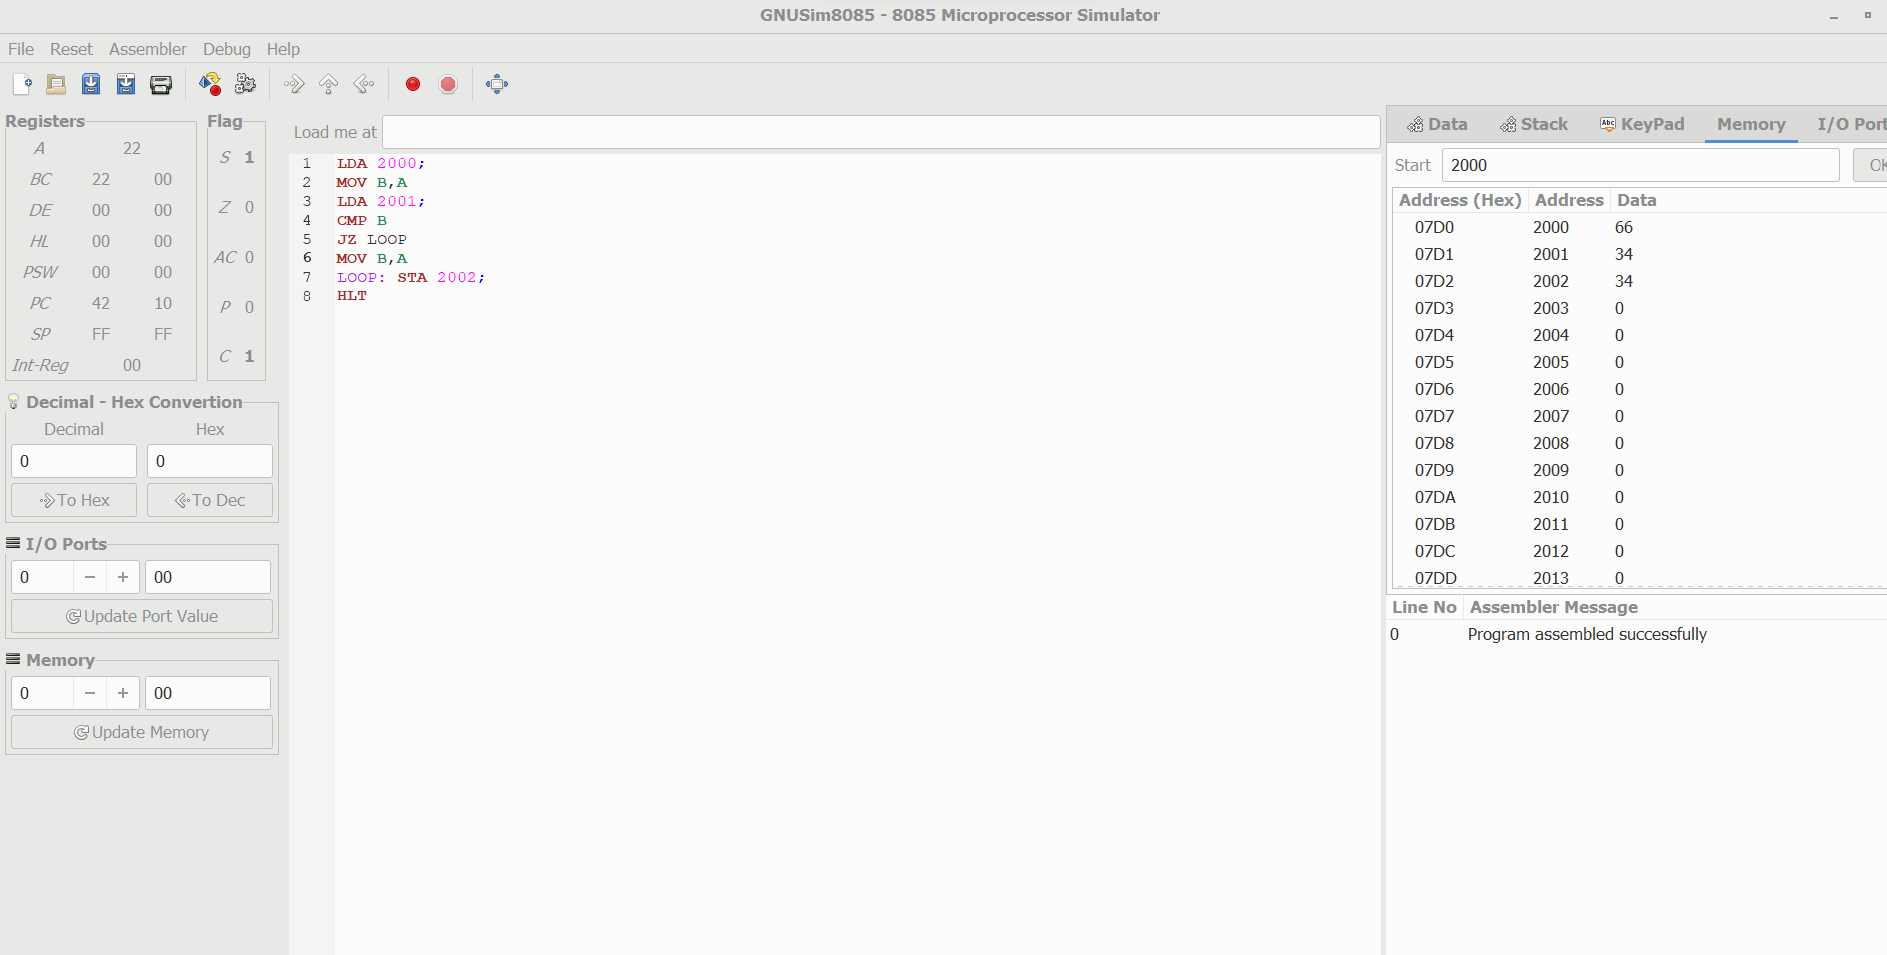 GNUSim8085 - 8085 Microprocessor Simulator
File Reset Assembler Debug Help
Registers
A 22
BC 22 00
DE 00 00
HL 00 00
PSW 00 00
PC 42 10
SP FF FF
Int-Reg 00
Flag
S 1
Z 0
AC 0
P 0
C 1
Decimal - Hex Convertion
Decimal Hex
0 0
To Hex To Dec
I/O Ports
0 − + 00
Update Port Value
Memory
0 − + 00
Update Memory
Load me at
1 LDA 2000;
2 MOV B,A
3 LDA 2001;
4 CMP B
5 JZ LOOP
6 MOV B,A
7 LOOP: STA 2002;
8 HLT
Data Stack Abc KeyPad Memory I/O Port
Start 2000 OK
Address (Hex) Address Data
07D0 2000 66
07D1 2001 34
07D2 2002 34
07D3 2003 0
07D4 2004 0
07D5 2005 0
07D6 2006 0
07D7 2007 0
07D8 2008 0
07D9 2009 0
07DA 2010 0
07DB 2011 0
07DC 2012 0
07DD 2013 0
Line No Assembler Message
0 Program assembled successfully